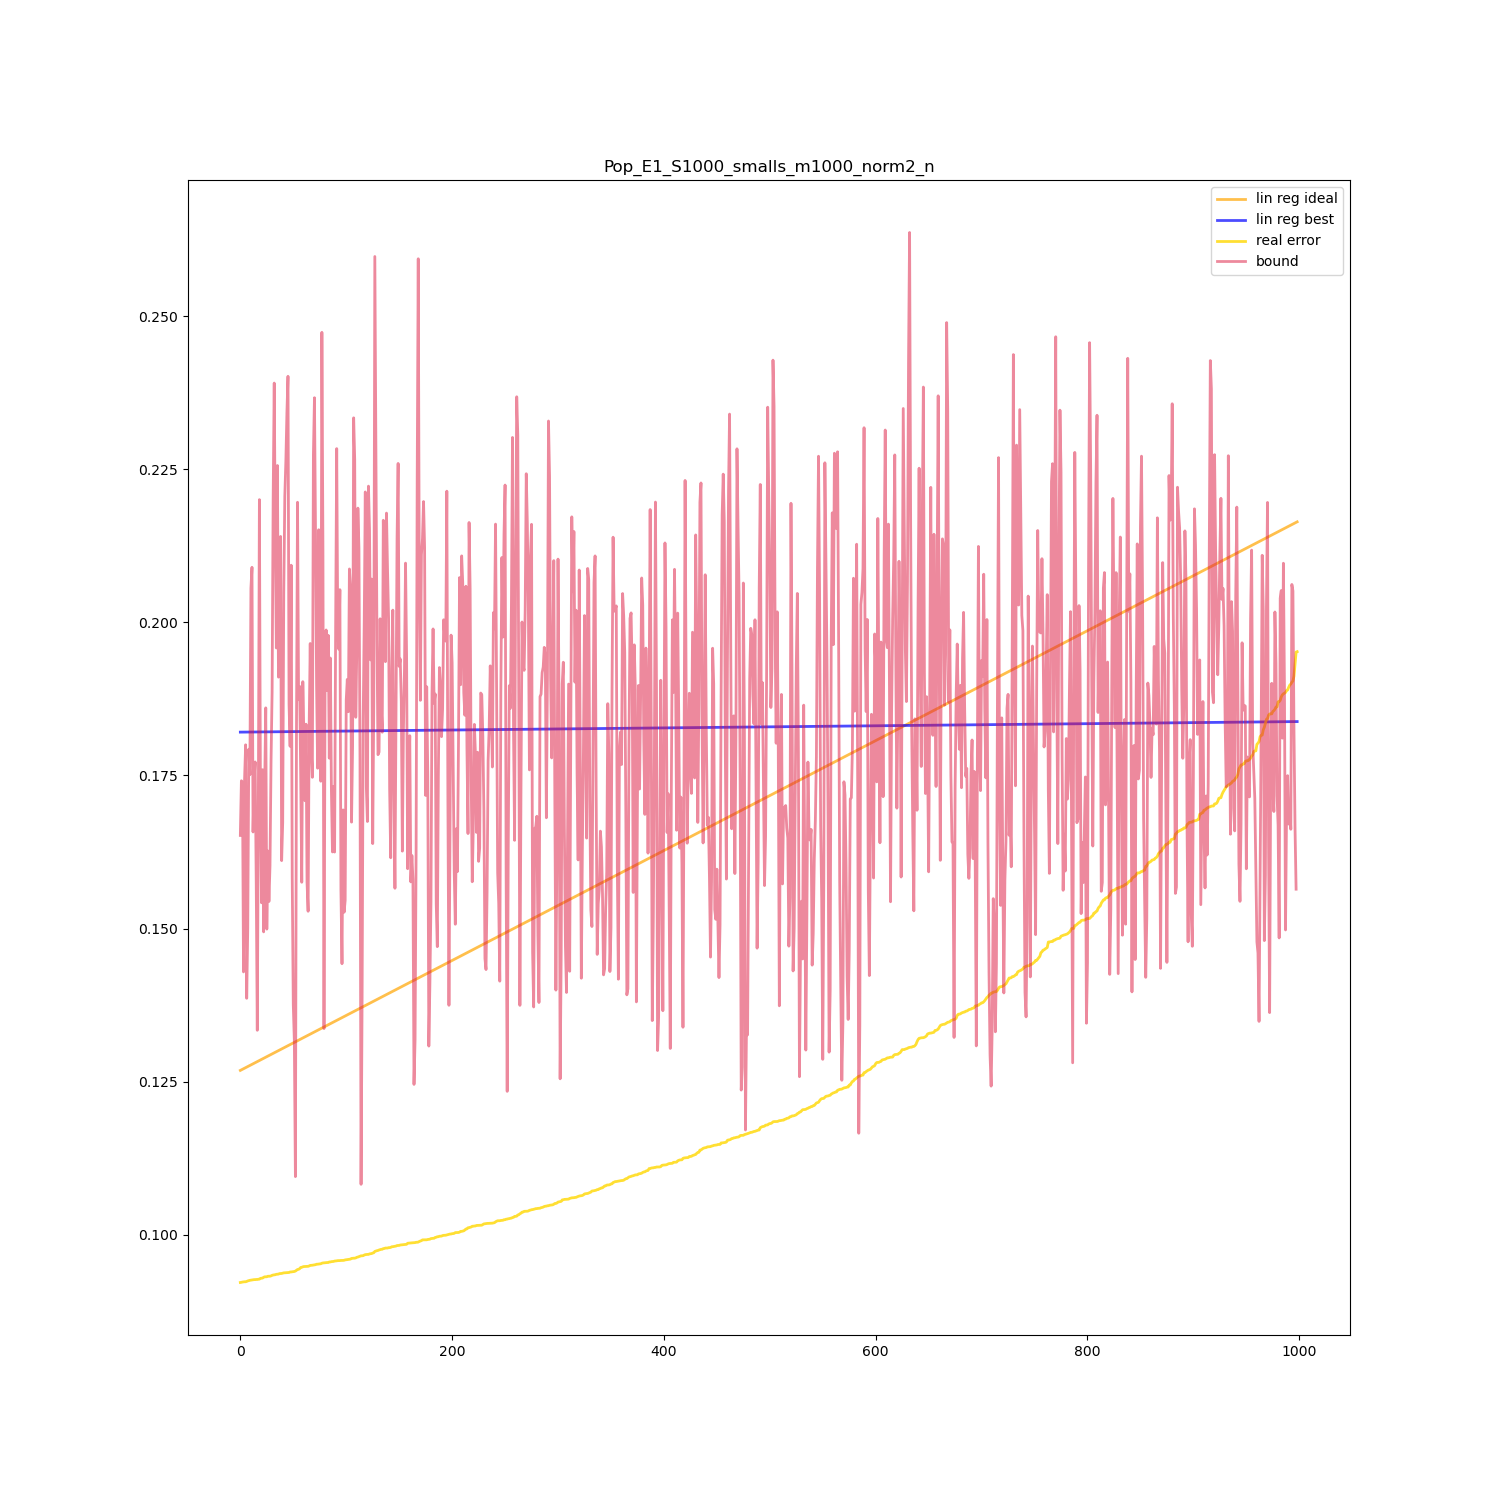 Pop_E1_S1000_smalls_m1000_norm2_n
lin reg ideal
lin reg best
real error
bound
0.250
0.225
0.200
0.175
0.150
0.125
0.100
0 200 400 600 800 1000